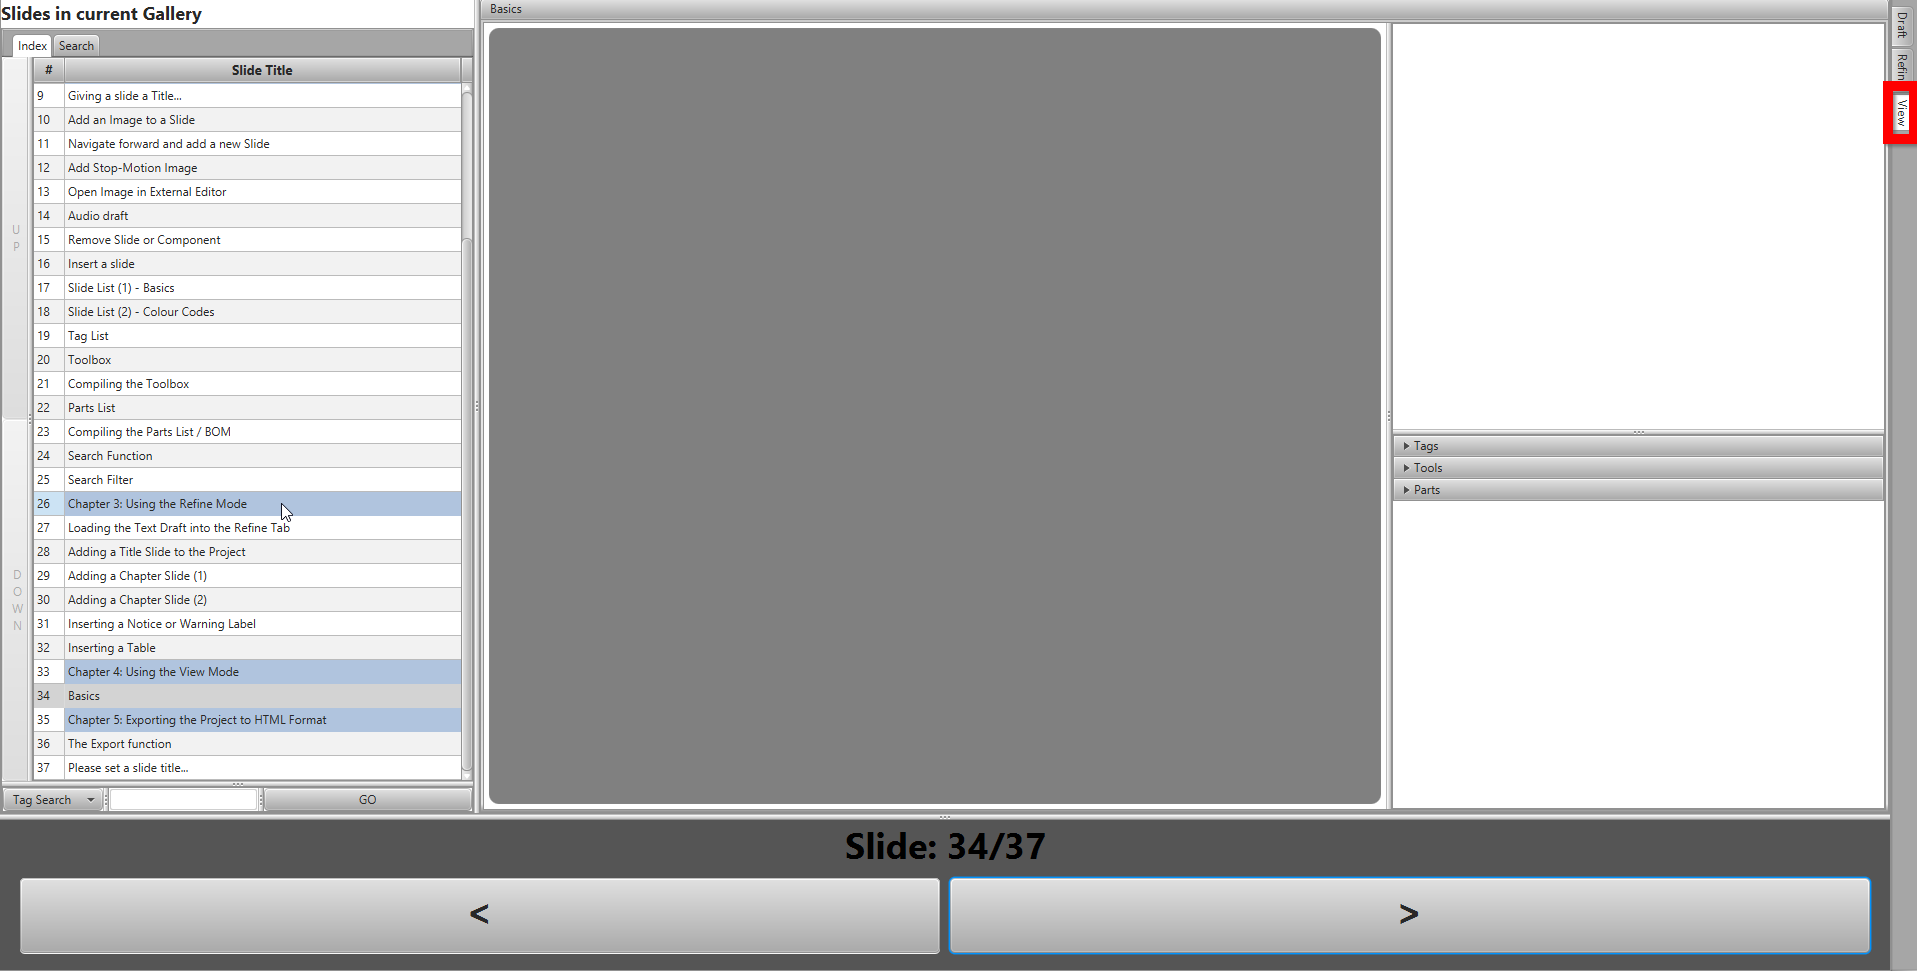 Slides in current Gallery
Index
Search
# Slide Title
9 Giving a slide a Title...
10 Add an Image to a Slide
11 Navigate forward and add a new Slide
12 Add Stop-Motion Image
13 Open Image in External Editor
14 Audio draft
15 Remove Slide or Component
16 Insert a slide
17 Slide List (1) - Basics
18 Slide List (2) - Colour Codes
19 Tag List
20 Toolbox
21 Compiling the Toolbox
22 Parts List
23 Compiling the Parts List / BOM
24 Search Function
25 Search Filter
26 Chapter 3: Using the Refine Mode
27 Loading the Text Draft into the Refine Tab
28 Adding a Title Slide to the Project
29 Adding a Chapter Slide (1)
30 Adding a Chapter Slide (2)
31 Inserting a Notice or Warning Label
32 Inserting a Table
33 Chapter 4: Using the View Mode
34 Basics
35 Chapter 5: Exporting the Project to HTML Format
36 The Export function
37 Please set a slide title...
UP
DOWN
Tag Search
GO
Basics
Tags
Tools
Parts
Draft
Refin
View
Slide: 34/37
<
>